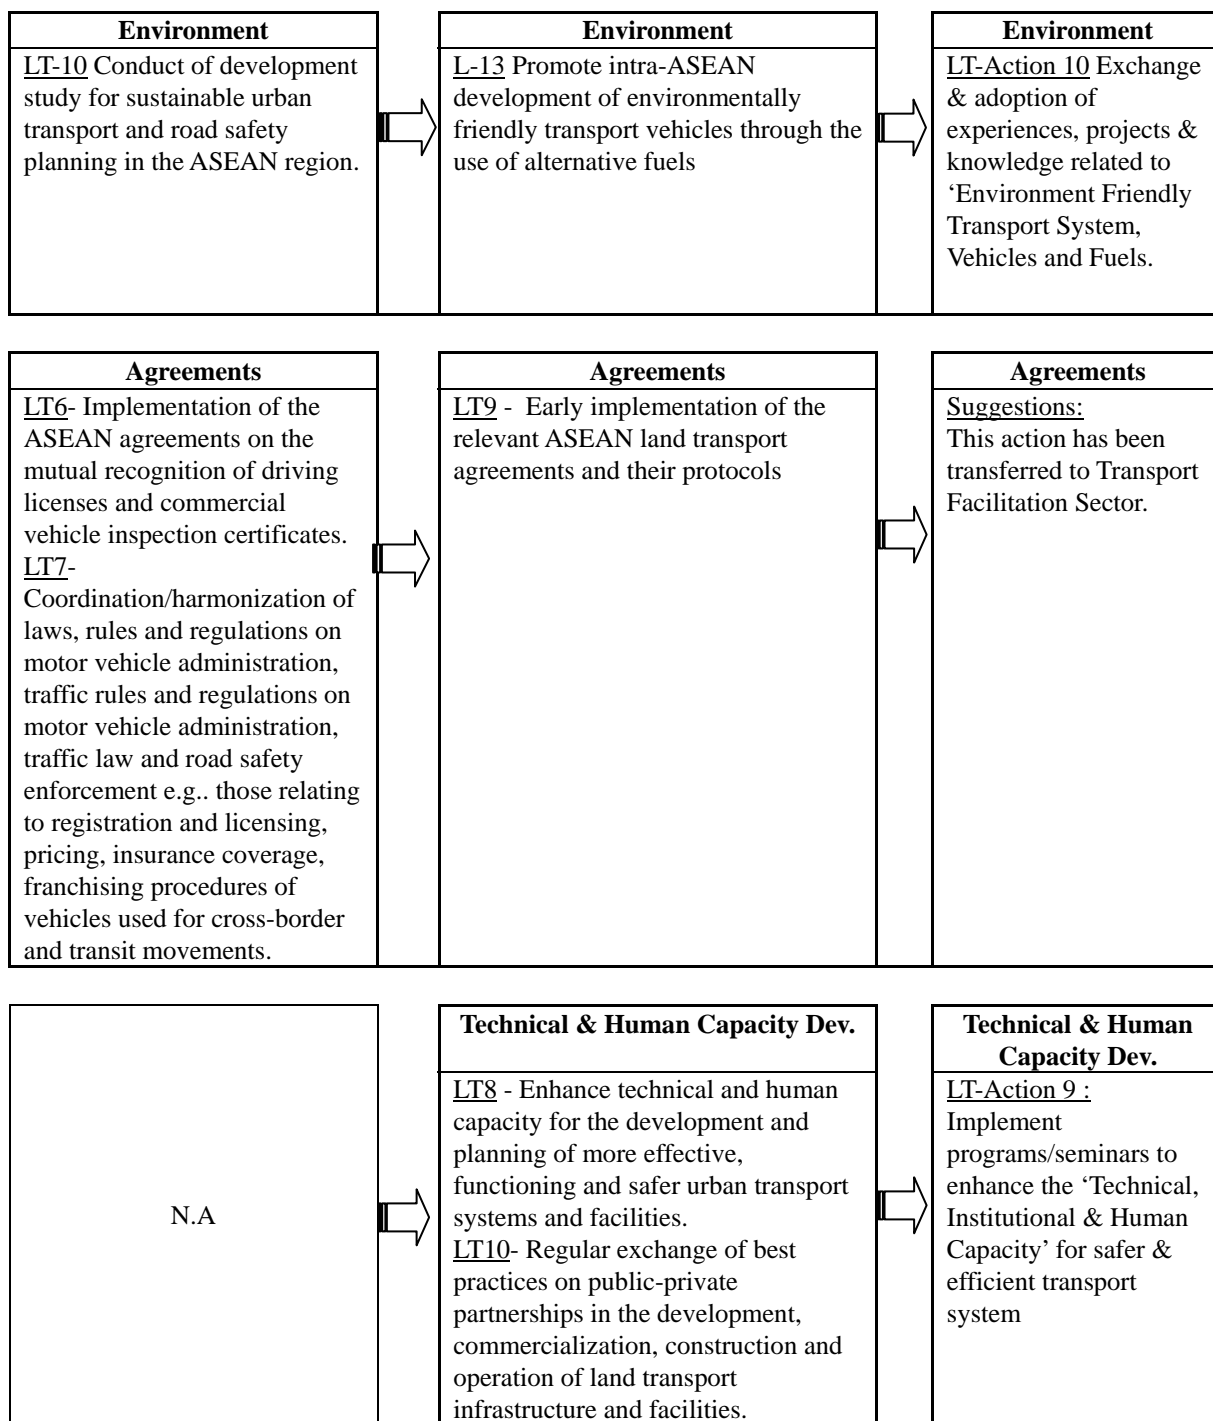 Environment
LT-10 Conduct of development
study for sustainable urban
transport and road safety
planning in the ASEAN region.
Environment
L-13 Promote intra-ASEAN
development of environmentally
friendly transport vehicles through the
use of alternative fuels
Environment
LT-Action 10 Exchange
& adoption of
experiences, projects &
knowledge related to
‘Environment Friendly
Transport System,
Vehicles and Fuels.
Agreements
LT6- Implementation of the
ASEAN agreements on the
mutual recognition of driving
licenses and commercial
vehicle inspection certificates.
LT7-
Coordination/harmonization of
laws, rules and regulations on
motor vehicle administration,
traffic rules and regulations on
motor vehicle administration,
traffic law and road safety
enforcement e.g.. those relating
to registration and licensing,
pricing, insurance coverage,
franchising procedures of
vehicles used for cross-border
and transit movements.
Agreements
LT9 - Early implementation of the
relevant ASEAN land transport
agreements and their protocols
Agreements
Suggestions:
This action has been
transferred to Transport
Facilitation Sector.
N.A
Technical & Human Capacity Dev.
LT8 - Enhance technical and human
capacity for the development and
planning of more effective,
functioning and safer urban transport
systems and facilities.
LT10- Regular exchange of best
practices on public-private
partnerships in the development,
commercialization, construction and
operation of land transport
infrastructure and facilities.
Technical & Human
Capacity Dev.
LT-Action 9 :
Implement
programs/seminars to
enhance the ‘Technical,
Institutional & Human
Capacity’ for safer &
efficient transport
system